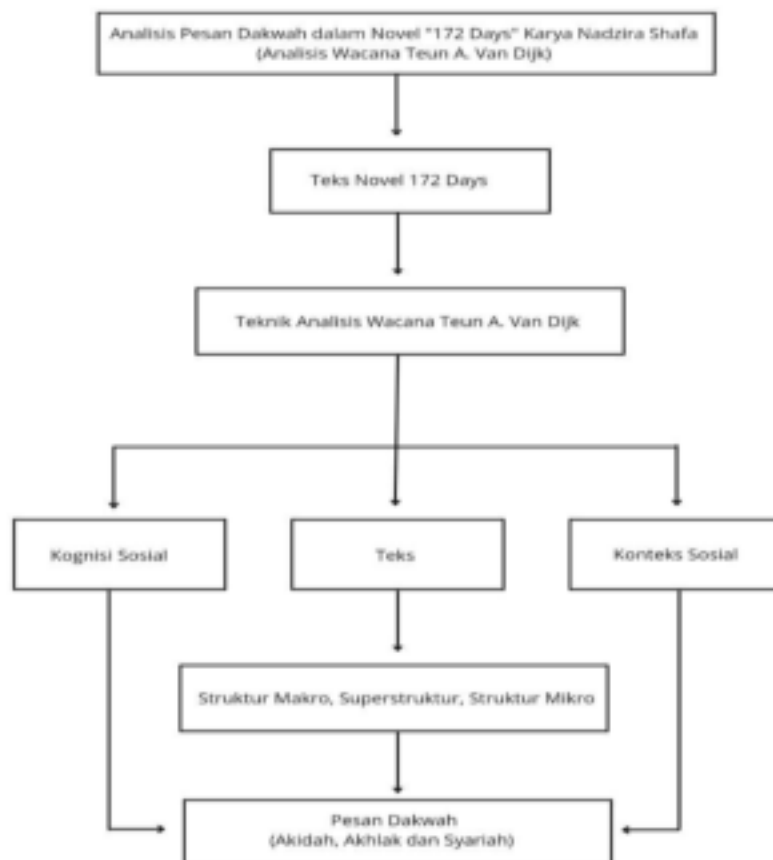 Analisis Pesan Dakwah dalam Novel "172 Days" Karya Nadzira Shafa
(Analisis Wacana Teun A. Van Dijk)
Teks Novel 172 Days
Teknik Analisis Wacana Teun A. Van Dijk
Kognisi Sosial
Teks
Konteks Sosial
Struktur Makro, Superstruktur, Struktur Mikro
Pesan Dakwah
(Akidah, Akhlak dan Syariah)